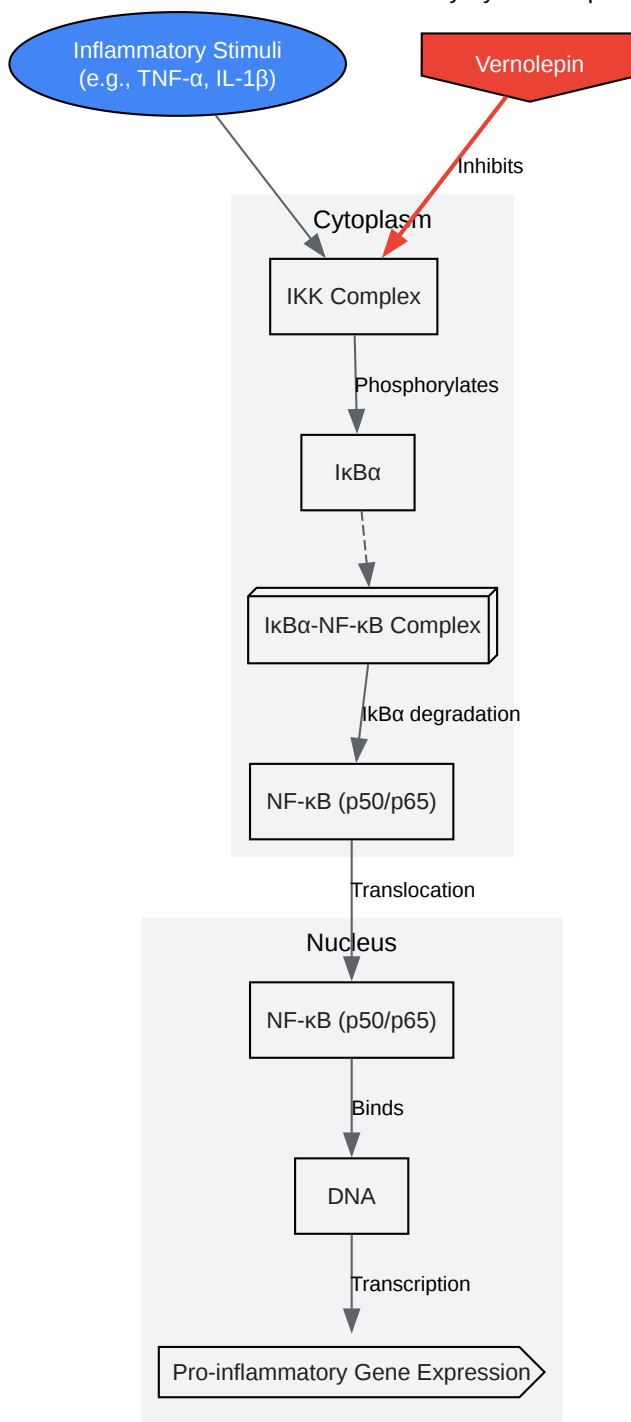 Inflammatory Stimuli
(e.g., TNF-α, IL-1β)
Vernolepin
Inhibits
Cytoplasm
IKK Complex
Phosphorylates
IκBα
IκBα-NF-κB Complex
IkBα degradation
NF-κB (p50/p65)
Translocation
Nucleus
NF-κB (p50/p65)
Binds
DNA
Transcription
Pro-inflammatory Gene Expression